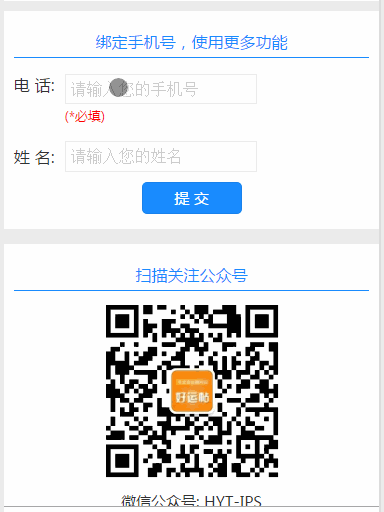 绑定手机号，使用更多功能
电 话:
请输入您的手机号
(*必填)
姓 名:
请输入您的姓名
提 交
扫描关注公众号
好运帖
微信公众号: HYT-IPS